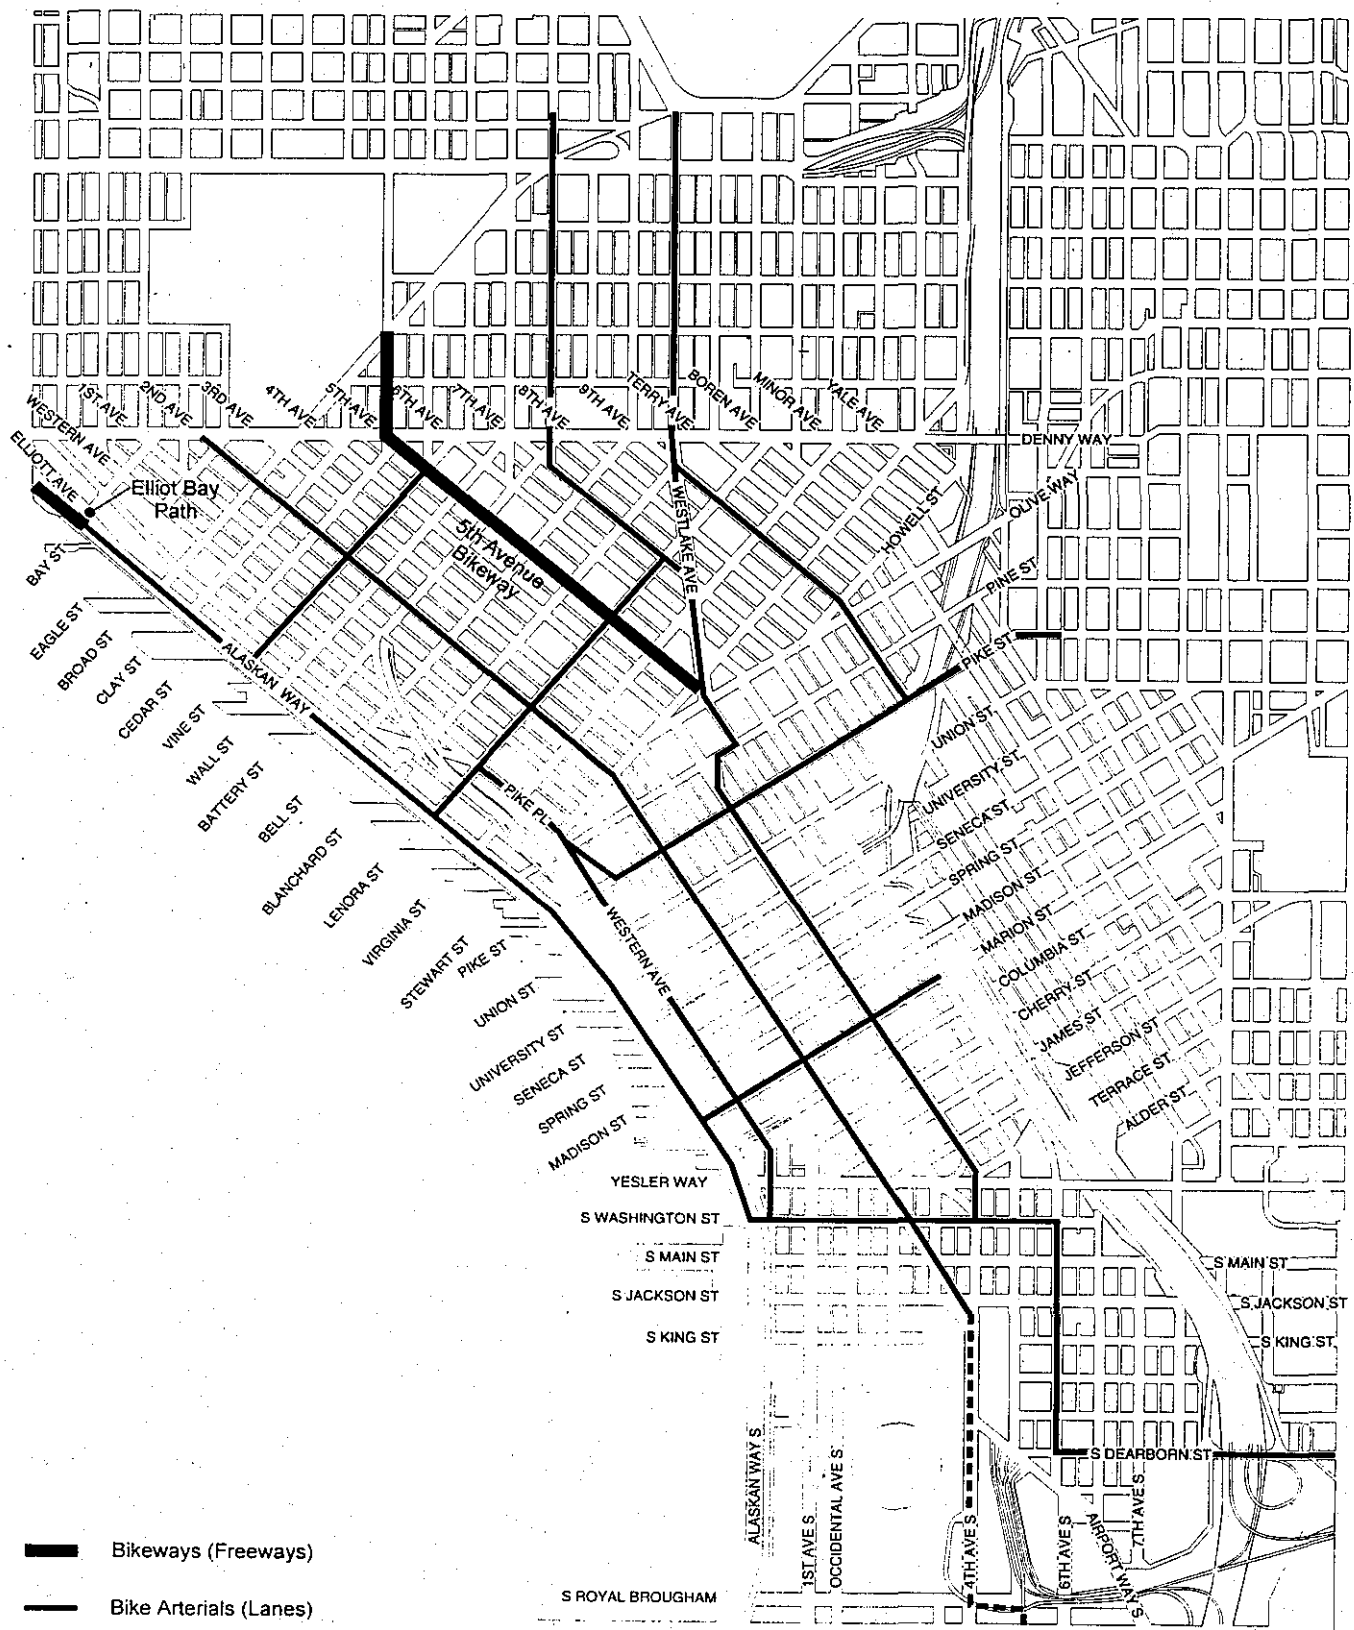 ELLIOTT AVE
WESTERN AVE
1ST AVE
2ND AVE
3RD AVE
4TH AVE
5TH AVE
6TH AVE
7TH AVE
8TH AVE
9TH AVE
TERRY AVE
BOREN AVE
MINOR AVE
YALE AVE
DENNY WAY
OLIVE WAY
HOWELL ST
WESTLAKE AVE
Elliot Bay
Path
5th Avenue
Bikeway
PINE ST
PIKE ST
BAY ST
EAGLE ST
BROAD ST
CLAY ST
CEDAR ST
VINE ST
WALL ST
BATTERY ST
BELL ST
BLANCHARD ST
LENORA ST
VIRGINIA ST
STEWART ST
PIKE ST
UNION ST
UNIVERSITY ST
SENECA ST
SPRING ST
MADISON ST
YESLER WAY
S WASHINGTON ST
S MAIN ST
S JACKSON ST
S KING ST
ALASKAN WAY
PIKE PL
WESTERN AVE
UNION ST
UNIVERSITY ST
SENECA ST
SPRING ST
MADISON ST
MARION ST
COLUMBIA ST
CHERRY ST
JAMES ST
JEFFERSON ST
TERRACE ST
ALDER ST
S MAIN ST
S JACKSON ST
S KING ST
S DEARBORN ST
ALASKAN WAY S
1ST AVE S
OCCIDENTAL AVE S
4TH AVE S
6TH AVE S
AIRPORT WAY S
7TH AVE S
S ROYAL BROUGHAM
Bikeways (Freeways)
Bike Arterials (Lanes)